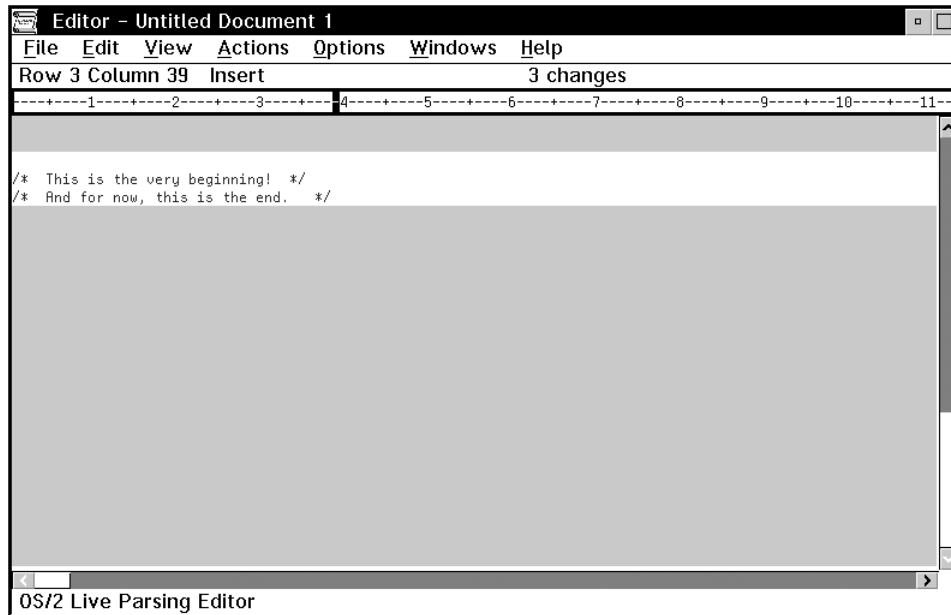 Editor – Untitled Document 1
File Edit View Actions Options Windows Help
Row 3 Column 39 Insert 3 changes
----+----1----+----2----+----3----+----4----+----5----+----6----+----7----+----8----+----9----+---10----+---11--
/*  This is the very beginning!  */
/*  And for now, this is the end.   */
OS/2 Live Parsing Editor